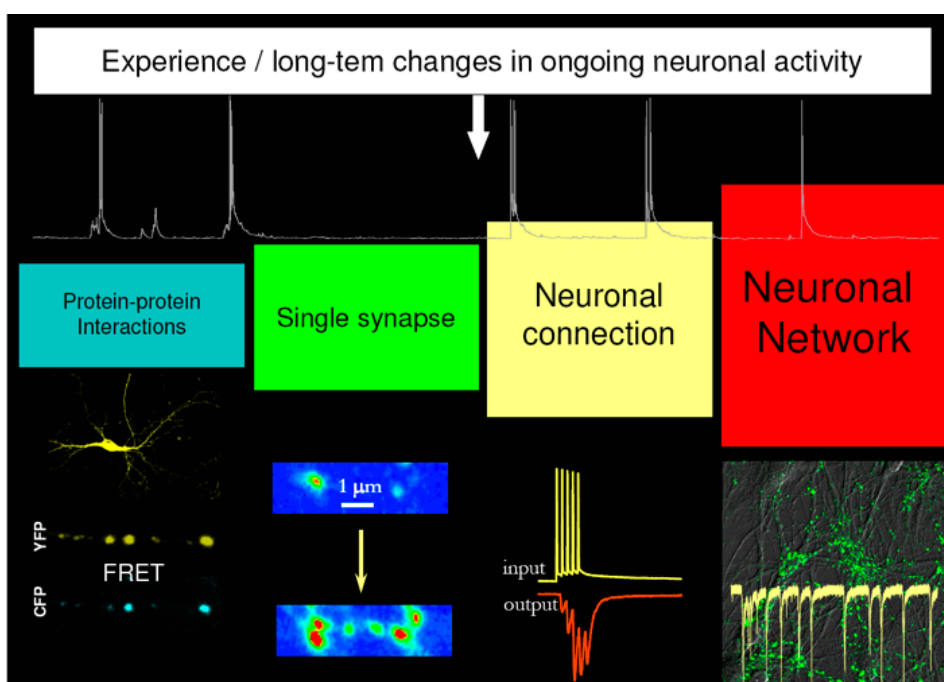 Experience / long-tem changes in ongoing neuronal activity
Protein-protein
Interactions
Single synapse
Neuronal
connection
Neuronal
Network
1 μm
YFP
FRET
CFP
input
output